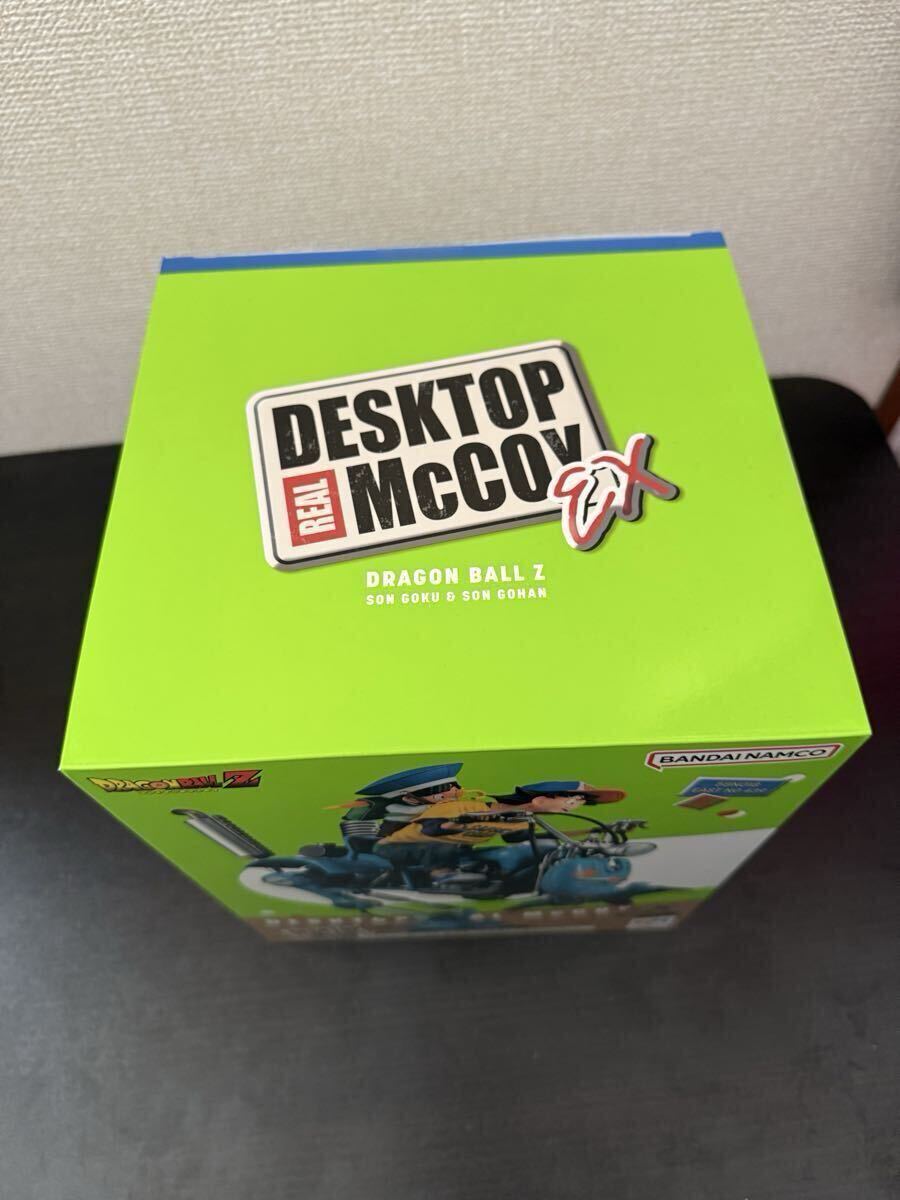 DESKTOP
REAL McCOY EX
DRAGON BALL Z
SON GOKU & SON GOHAN
DRAGON BALL Z
BANDAI NAMCO